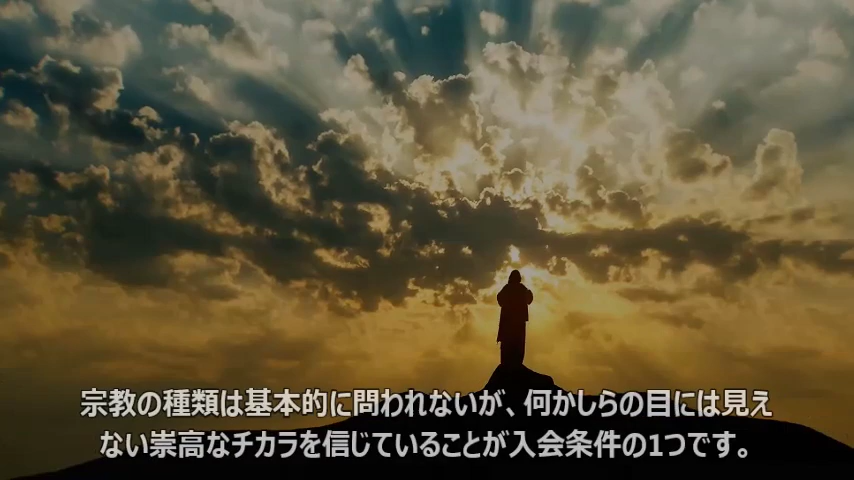 宗教の種類は基本的に問われないが、何かしらの目には見え
ない崇高なチカラを信じていることが入会条件の1つです。